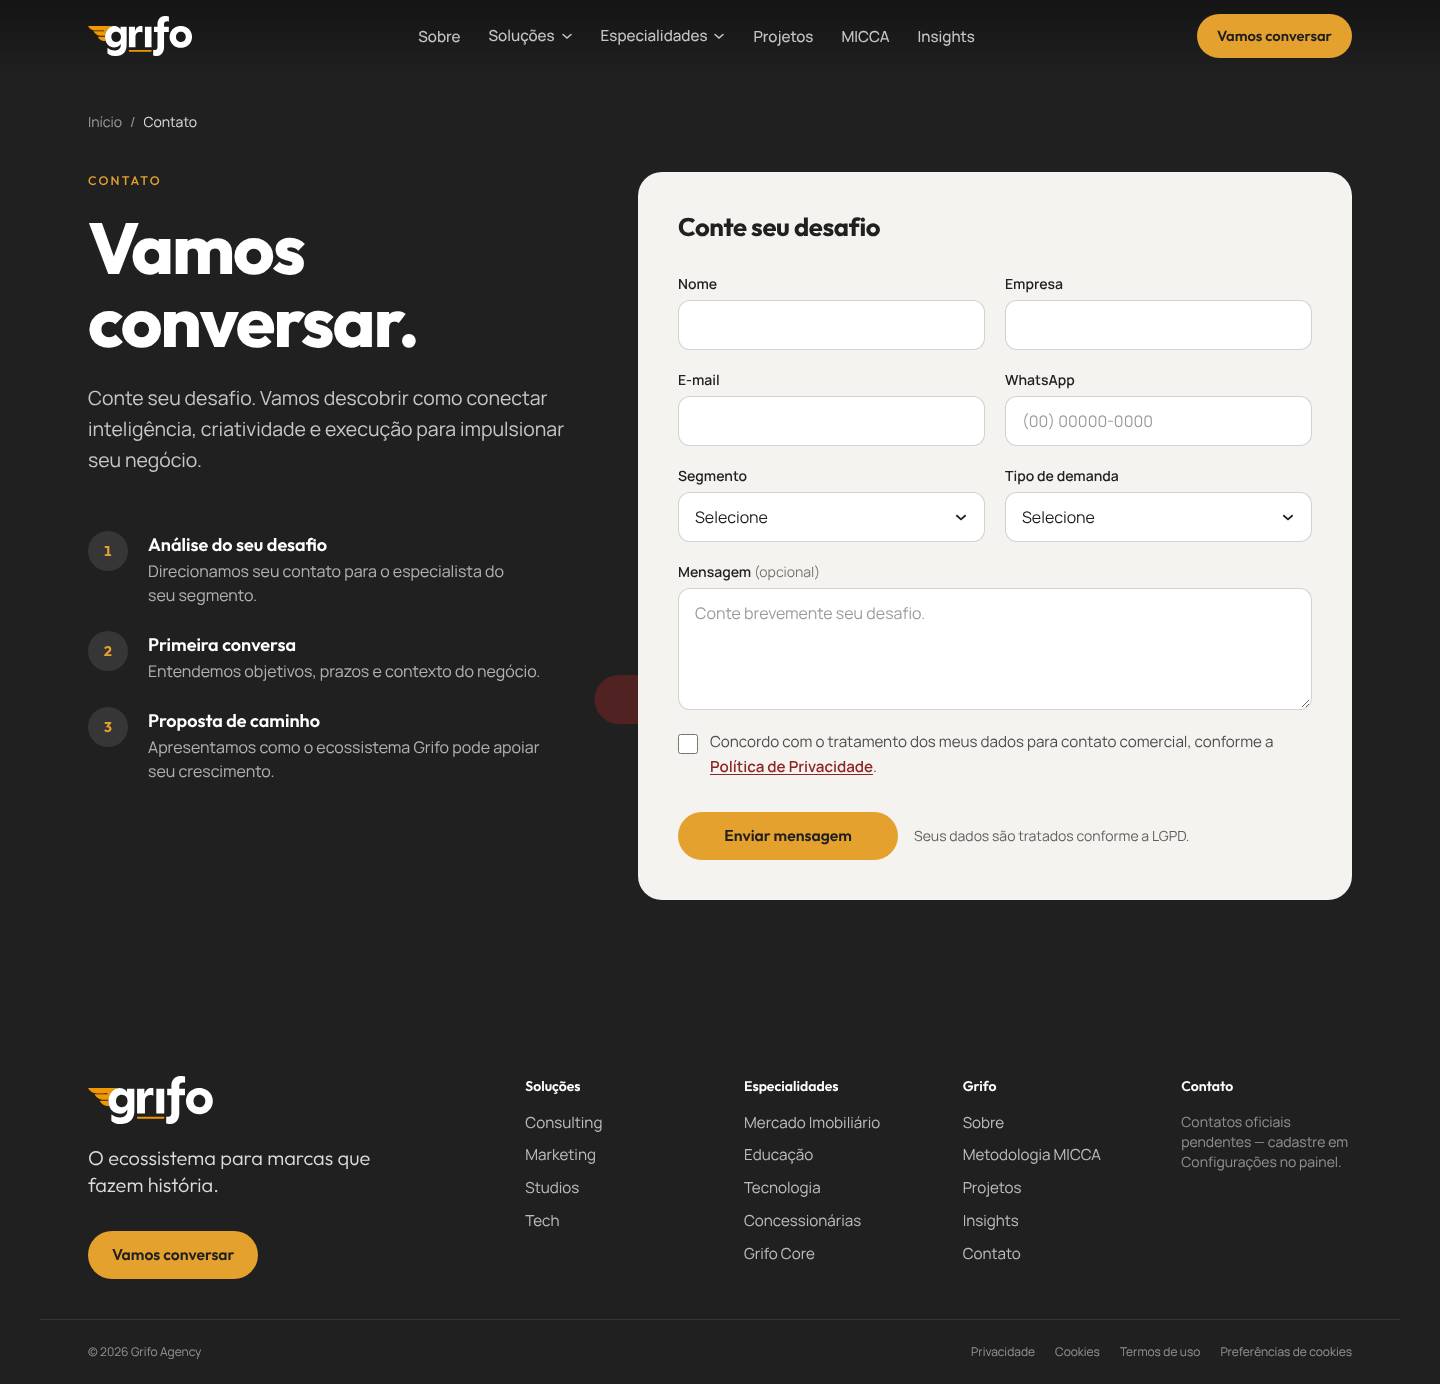 grifo
Sobre
Soluções
Especialidades
Projetos
MICCA
Insights
Vamos conversar
Início / Contato
CONTATO
Vamos
conversar.
Conte seu desafio. Vamos descobrir como conectar
inteligência, criatividade e execução para impulsionar
seu negócio.
1
Análise do seu desafio
Direcionamos seu contato para o especialista do
seu segmento.
2
Primeira conversa
Entendemos objetivos, prazos e contexto do negócio.
3
Proposta de caminho
Apresentamos como o ecossistema Grifo pode apoiar
seu crescimento.
Conte seu desafio
Nome
Empresa
E-mail
WhatsApp
(00) 00000-0000
Segmento
Tipo de demanda
Selecione
Selecione
Mensagem (opcional)
Conte brevemente seu desafio.
Concordo com o tratamento dos meus dados para contato comercial, conforme a
Política de Privacidade.
Enviar mensagem
Seus dados são tratados conforme a LGPD.
grifo
O ecossistema para marcas que
fazem história.
Vamos conversar
Soluções
Consulting
Marketing
Studios
Tech
Especialidades
Mercado Imobiliário
Educação
Tecnologia
Concessionárias
Grifo Core
Grifo
Sobre
Metodologia MICCA
Projetos
Insights
Contato
Contato
Contatos oficiais
pendentes — cadastre em
Configurações no painel.
© 2026 Grifo Agency
Privacidade
Cookies
Termos de uso
Preferências de cookies